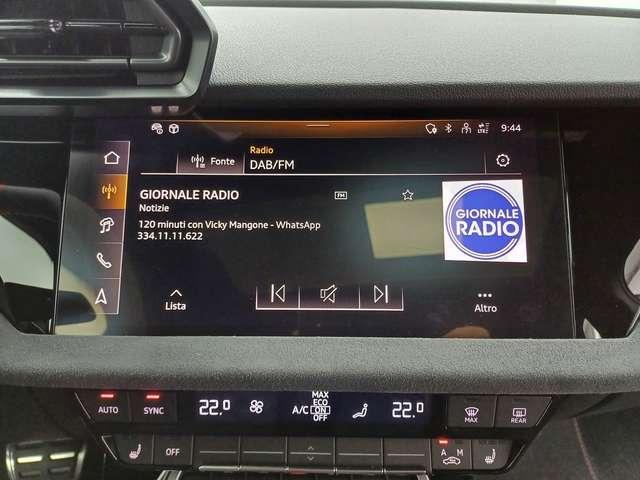 9:44
LTE
Fonte
Radio
DAB/FM
GIORNALE RADIO
FM
Notizie
120 minuti con Vicky Mangone - WhatsApp
334.11.11.622
GIORNALE
RADIO
Lista
Altro
AUTO
SYNC
22.0
A/C
MAX
ECO
ON
OFF
22.0
MAX
REAR
OFF
A M